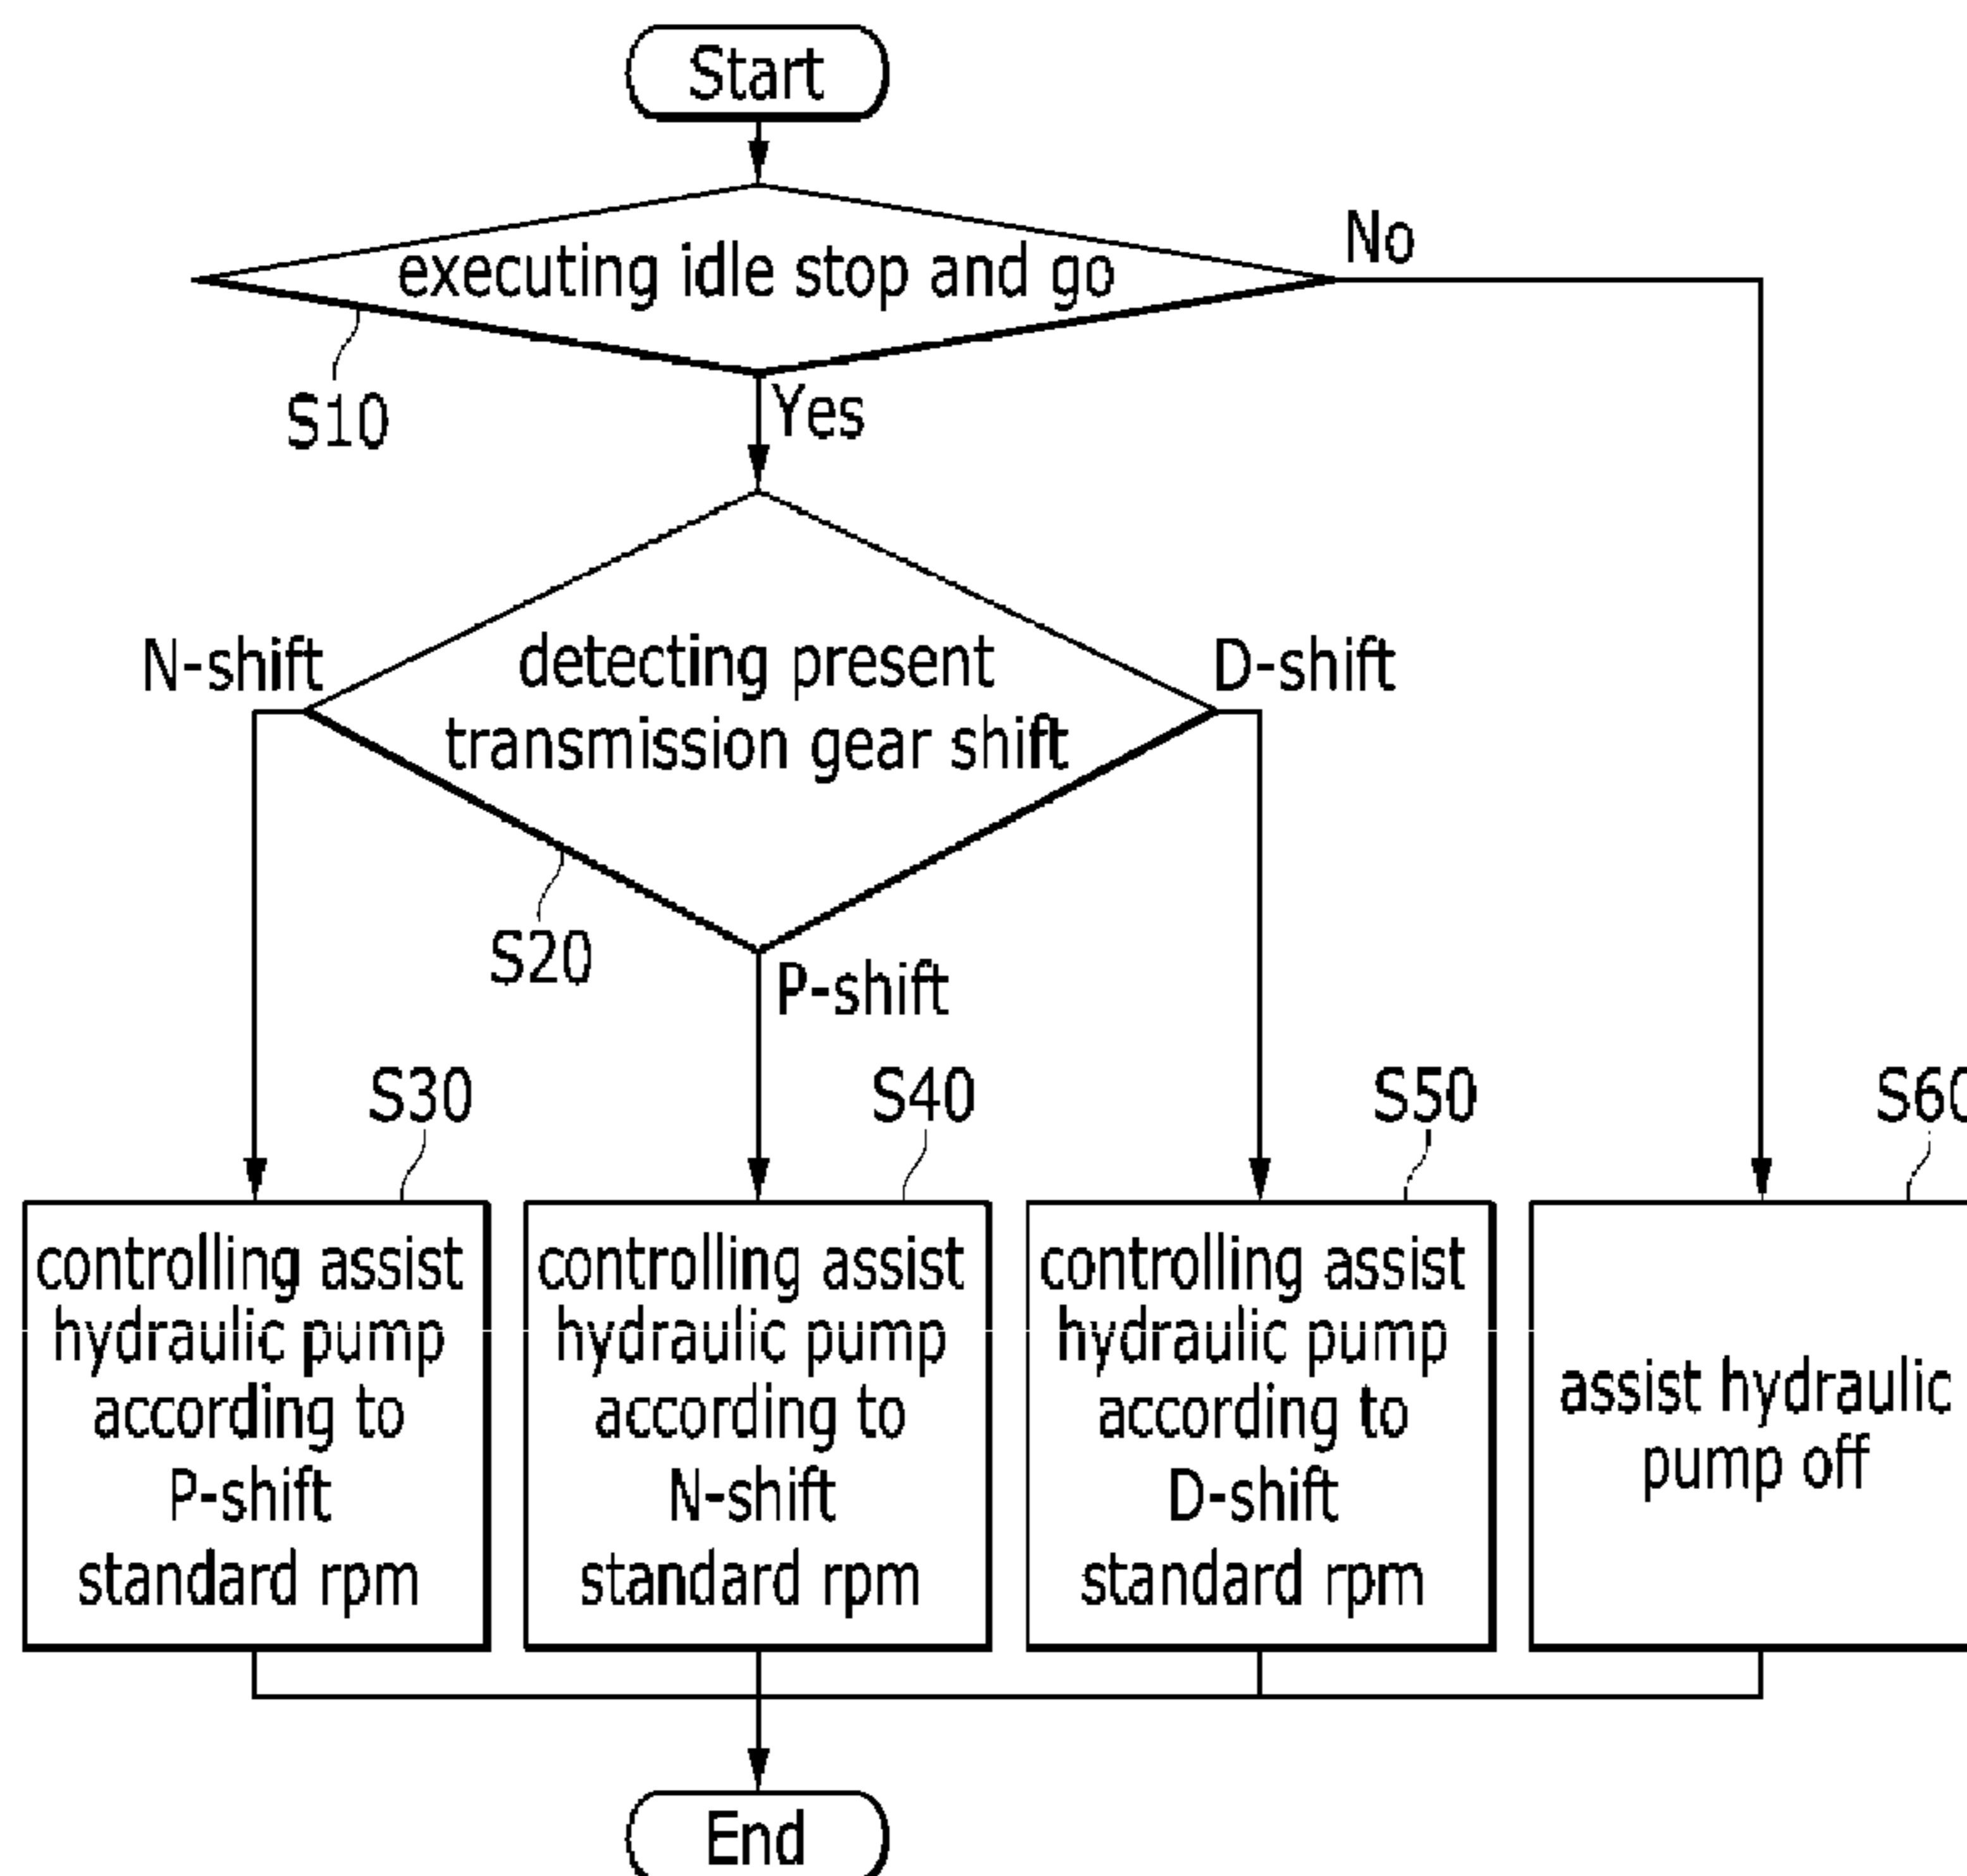 Start
executing idle stop and go
No
S10
Yes
N-shift
detecting present
transmission gear shift
D-shift
S20
P-shift
S30
S40
S50
S60
controlling assist
hydraulic pump
according to
P-shift
standard rpm
controlling assist
hydraulic pump
according to
N-shift
standard rpm
controlling assist
hydraulic pump
according to
D-shift
standard rpm
assist hydraulic
pump off
End